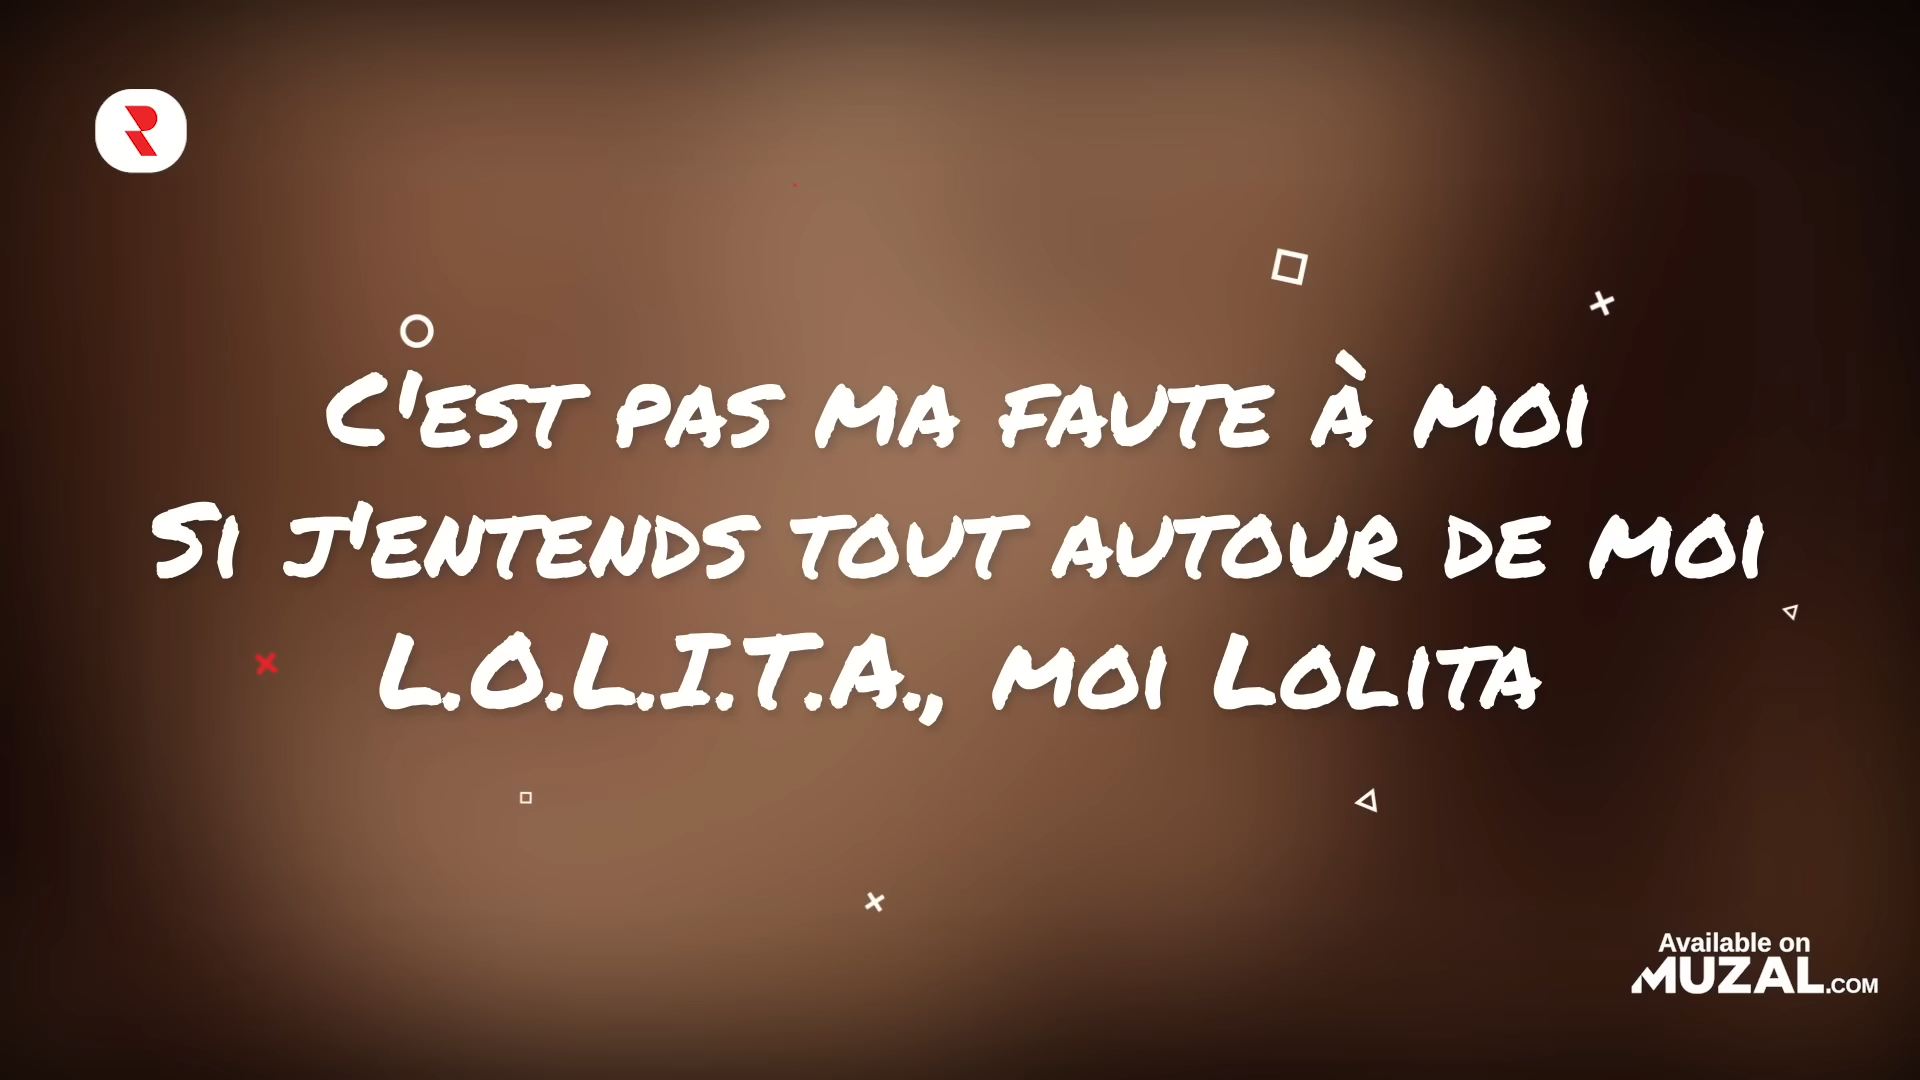 R
C'est pas ma faute à moi
Si j'entends tout autour de moi
L.O.L.I.T.A., moi Lolita
Available on
MUZAL.COM